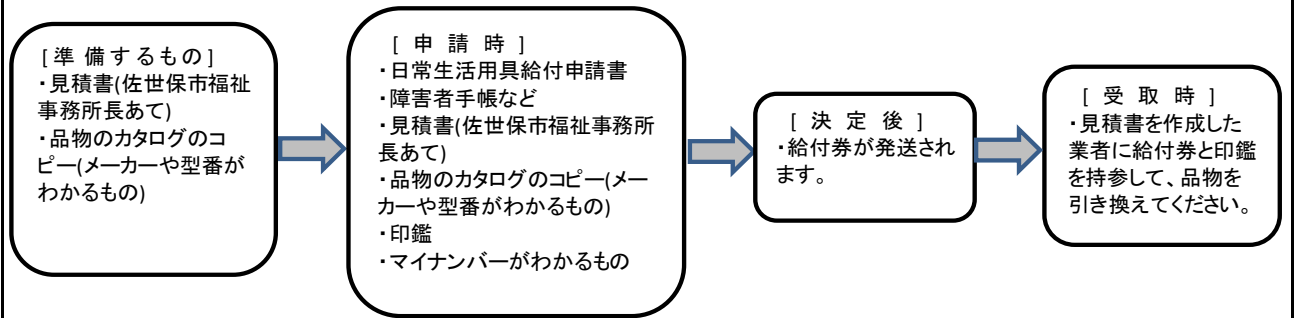 [準備するもの]
・見積書(佐世保市福祉
事務所長あて)
・品物のカタログのコ
ピー(メーカーや型番が
わかるもの)
[ 申 請 時 ]
・日常生活用具給付申請書
・障害者手帳など
・見積書(佐世保市福祉事務所
長あて)
・品物のカタログのコピー(メー
カーや型番がわかるもの)
・印鑑
・マイナンバーがわかるもの
[ 決 定 後 ]
・給付券が発送され
ます。
[ 受 取 時 ]
・見積書を作成した
業者に給付券と印鑑
を持参して、品物を
引き換えてください。